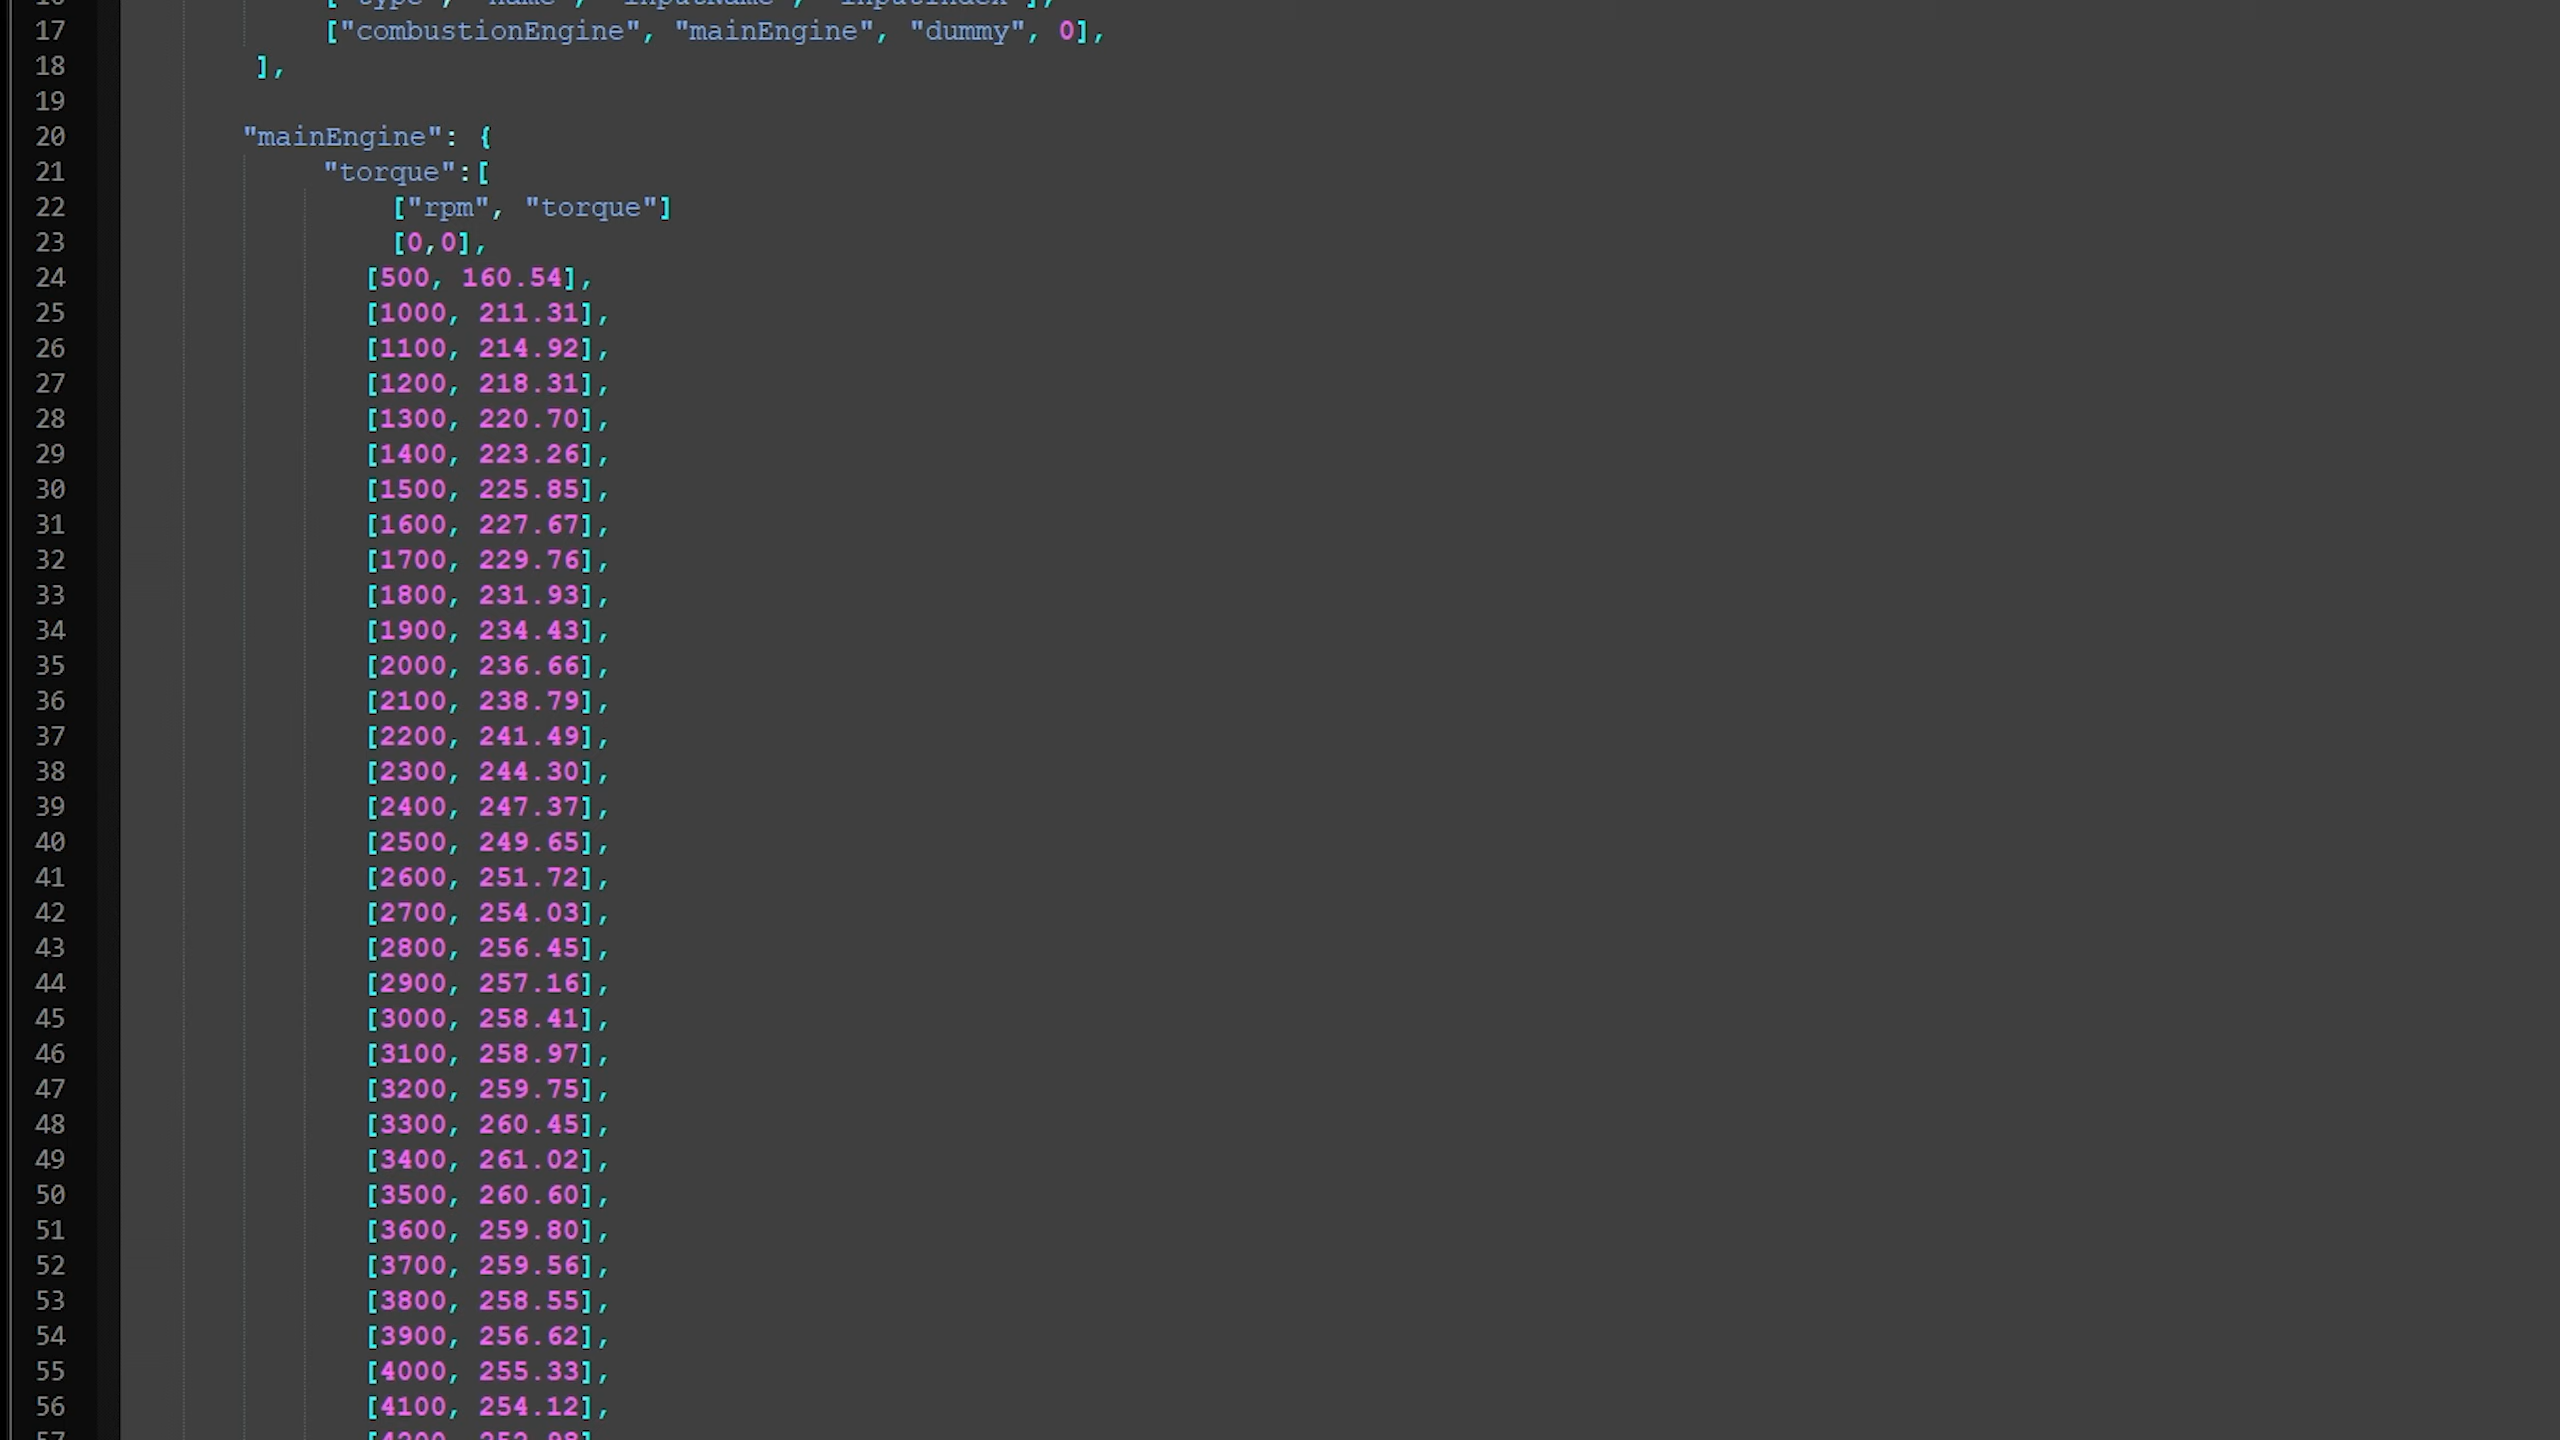 16 ["type", "name", "inputName", "inputIndex"],
17 ["combustionEngine", "mainEngine", "dummy", 0],
18 ],
19
20 "mainEngine": {
21 "torque":[
22 ["rpm", "torque"]
23 [0,0],
24 [500, 160.54],
25 [1000, 211.31],
26 [1100, 214.92],
27 [1200, 218.31],
28 [1300, 220.70],
29 [1400, 223.26],
30 [1500, 225.85],
31 [1600, 227.67],
32 [1700, 229.76],
33 [1800, 231.93],
34 [1900, 234.43],
35 [2000, 236.66],
36 [2100, 238.79],
37 [2200, 241.49],
38 [2300, 244.30],
39 [2400, 247.37],
40 [2500, 249.65],
41 [2600, 251.72],
42 [2700, 254.03],
43 [2800, 256.45],
44 [2900, 257.16],
45 [3000, 258.41],
46 [3100, 258.97],
47 [3200, 259.75],
48 [3300, 260.45],
49 [3400, 261.02],
50 [3500, 260.60],
51 [3600, 259.80],
52 [3700, 259.56],
53 [3800, 258.55],
54 [3900, 256.62],
55 [4000, 255.33],
56 [4100, 254.12],